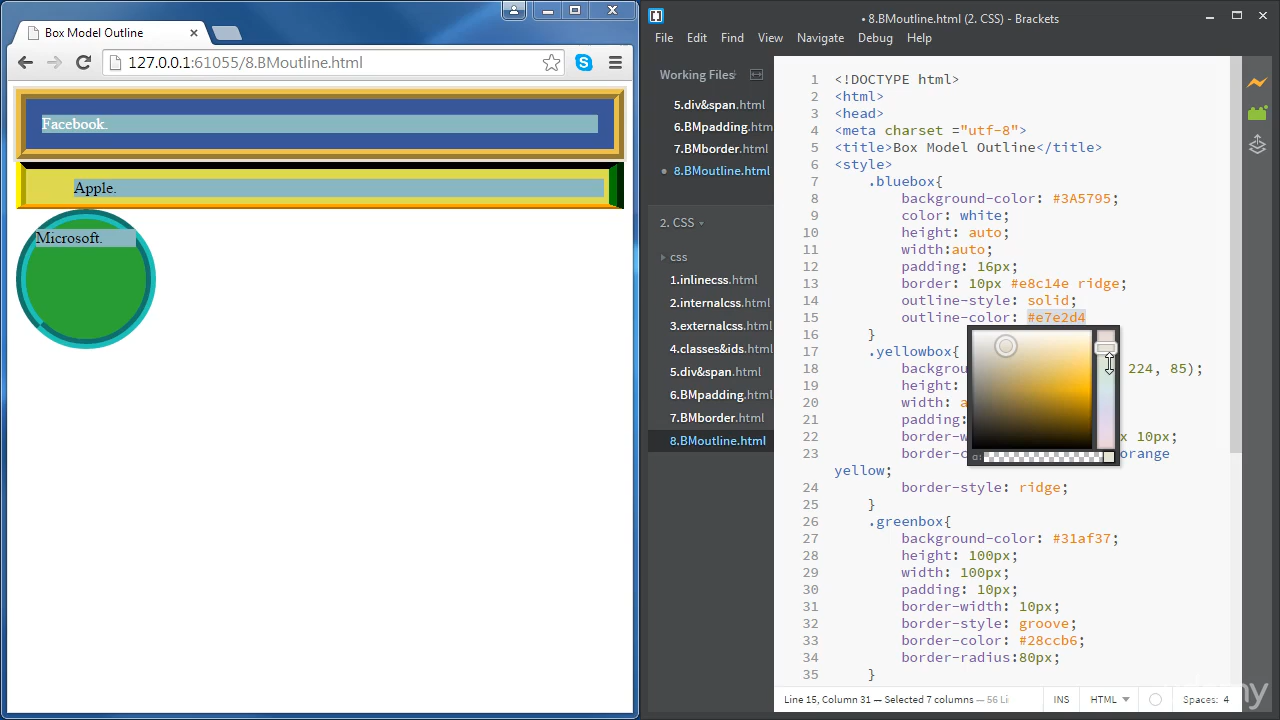 Box Model Outline
127.0.0.1:61055/8.BMoutline.html
Facebook.
Apple.
Microsoft.
• 8.BMoutline.html (2. CSS) - Brackets
File Edit Find View Navigate Debug Help
Working Files
5.div&span.html
6.BMpadding.htm
7.BMborder.html
8.BMoutline.html
2. CSS
css
1.inlinecss.html
2.internalcss.html
3.externalcss.html
4.classes&ids.html
5.div&span.html
6.BMpadding.html
7.BMborder.html
8.BMoutline.html
1 <!DOCTYPE html>
2 <html>
3 <head>
4 <meta charset ="utf-8">
5 <title>Box Model Outline</title>
6 <style>
7 .bluebox{
8 background-color: #3A5795;
9 color: white;
10 height: auto;
11 width:auto;
12 padding: 16px;
13 border: 10px #e8c14e ridge;
14 outline-style: solid;
15 outline-color: #e7e2d4
16 }
17 .yellowbox{
18 backgrou 224, 85);
19 height:
20 width: a
21 padding:
22 border-w x 10px;
23 border-c orange
yellow;
24 border-style: ridge;
25 }
26 .greenbox{
27 background-color: #31af37;
28 height: 100px;
29 width: 100px;
30 padding: 10px;
31 border-width: 10px;
32 border-style: groove;
33 border-color: #28ccb6;
34 border-radius:80px;
35 }
Line 15, Column 31 — Selected 7 columns — 56 Li
INS
HTML
Spaces: 4